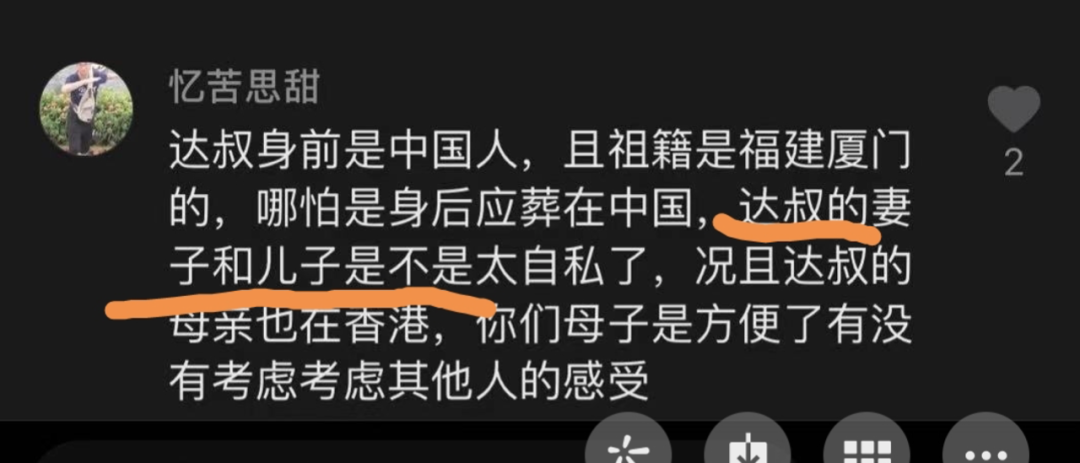 忆苦思甜
达叔身前是中国人，且祖籍是福建厦门
的，哪怕是身后应葬在中国，达叔的妻
子和儿子是不是太自私了，况且达叔的
母亲也在香港，你们母子是方便了有没
有考虑考虑其他人的感受
2